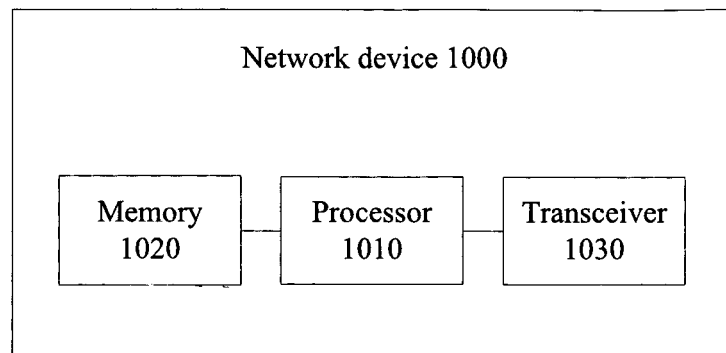 Network device 1000
Memory
1020
Processor
1010
Transceiver
1030